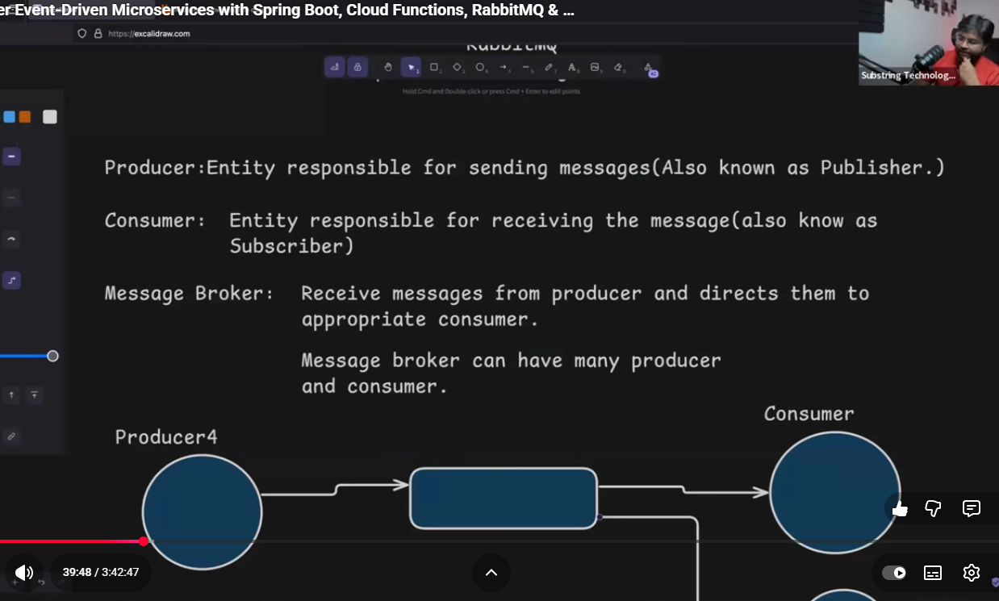 er Event-Driven Microservices with Spring Boot, Cloud Functions, RabbitMQ & ...
https://excalidraw.com
RabbitMQ
Hold Cmd and Double-click or press Cmd + Enter to edit points
Substring Technolog...
Producer:Entity responsible for sending messages(Also known as Publisher.)
Consumer: Entity responsible for receiving the message(also know as
Subscriber)
Message Broker: Receive messages from producer and directs them to
appropriate consumer.
Message broker can have many producer
and consumer.
Producer4
Consumer
39:48 / 3:42:47